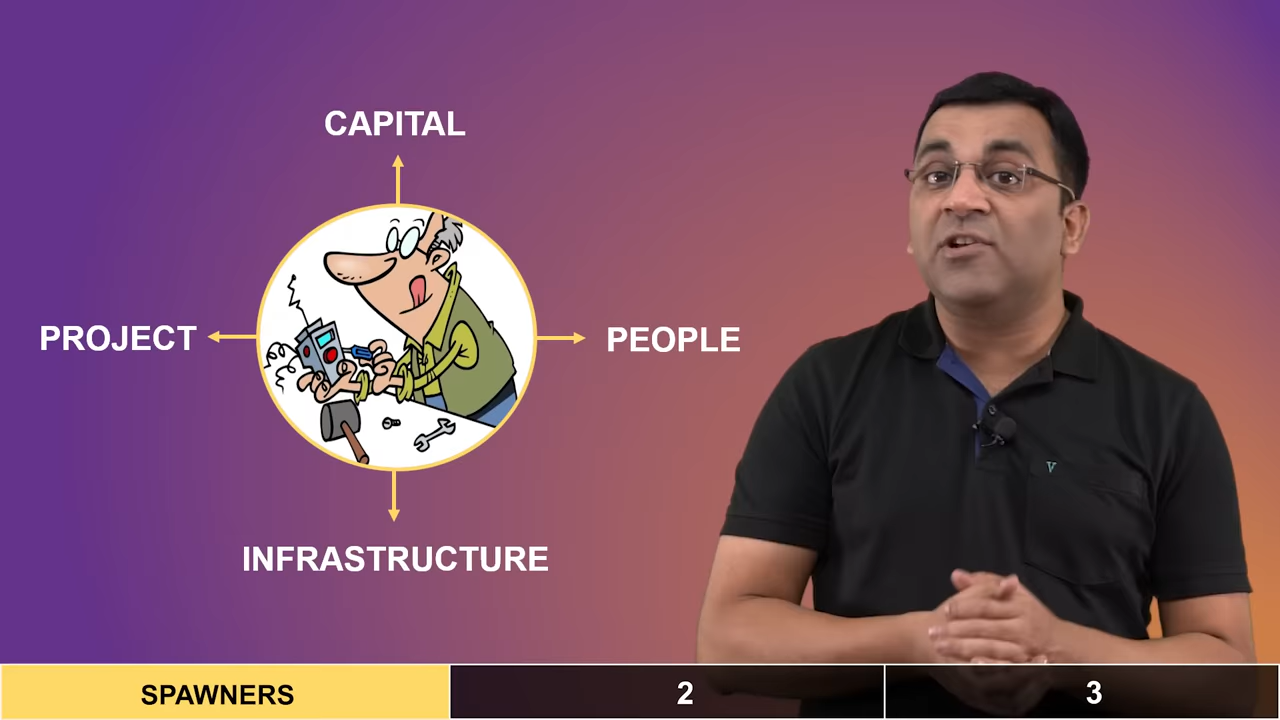 CAPITAL
PROJECT
PEOPLE
INFRASTRUCTURE
V
SPAWNERS
2
3